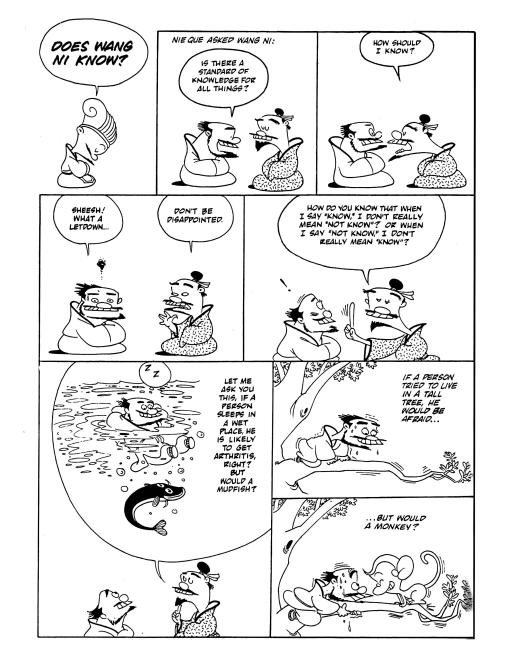 DOES WANG
NI KNOW?
NIE QUE ASKED WANG NI:
IS THERE A
STANDARD OF
KNOWLEDGE FOR
ALL THINGS?
HOW SHOULD
I KNOW?
SHEESH!
WHAT A
LETDOWN...
DON'T BE
DISAPPOINTED.
HOW DO YOU KNOW THAT WHEN
I SAY "KNOW," I DON'T REALLY
MEAN "NOT KNOW"? OR WHEN
I SAY "NOT KNOW," I DON'T
REALLY MEAN "KNOW"?
!
Z
Z
LET ME
ASK YOU
THIS, IF A
PERSON
SLEEPS IN
A WET
PLACE, HE
IS LIKELY
TO GET
ARTHRITIS,
RIGHT?
BUT
WOULD A
MUDFISH?
IF A PERSON
TRIED TO LIVE
IN A TALL
TREE, HE
WOULD BE
AFRAID...
...BUT WOULD
A MONKEY?